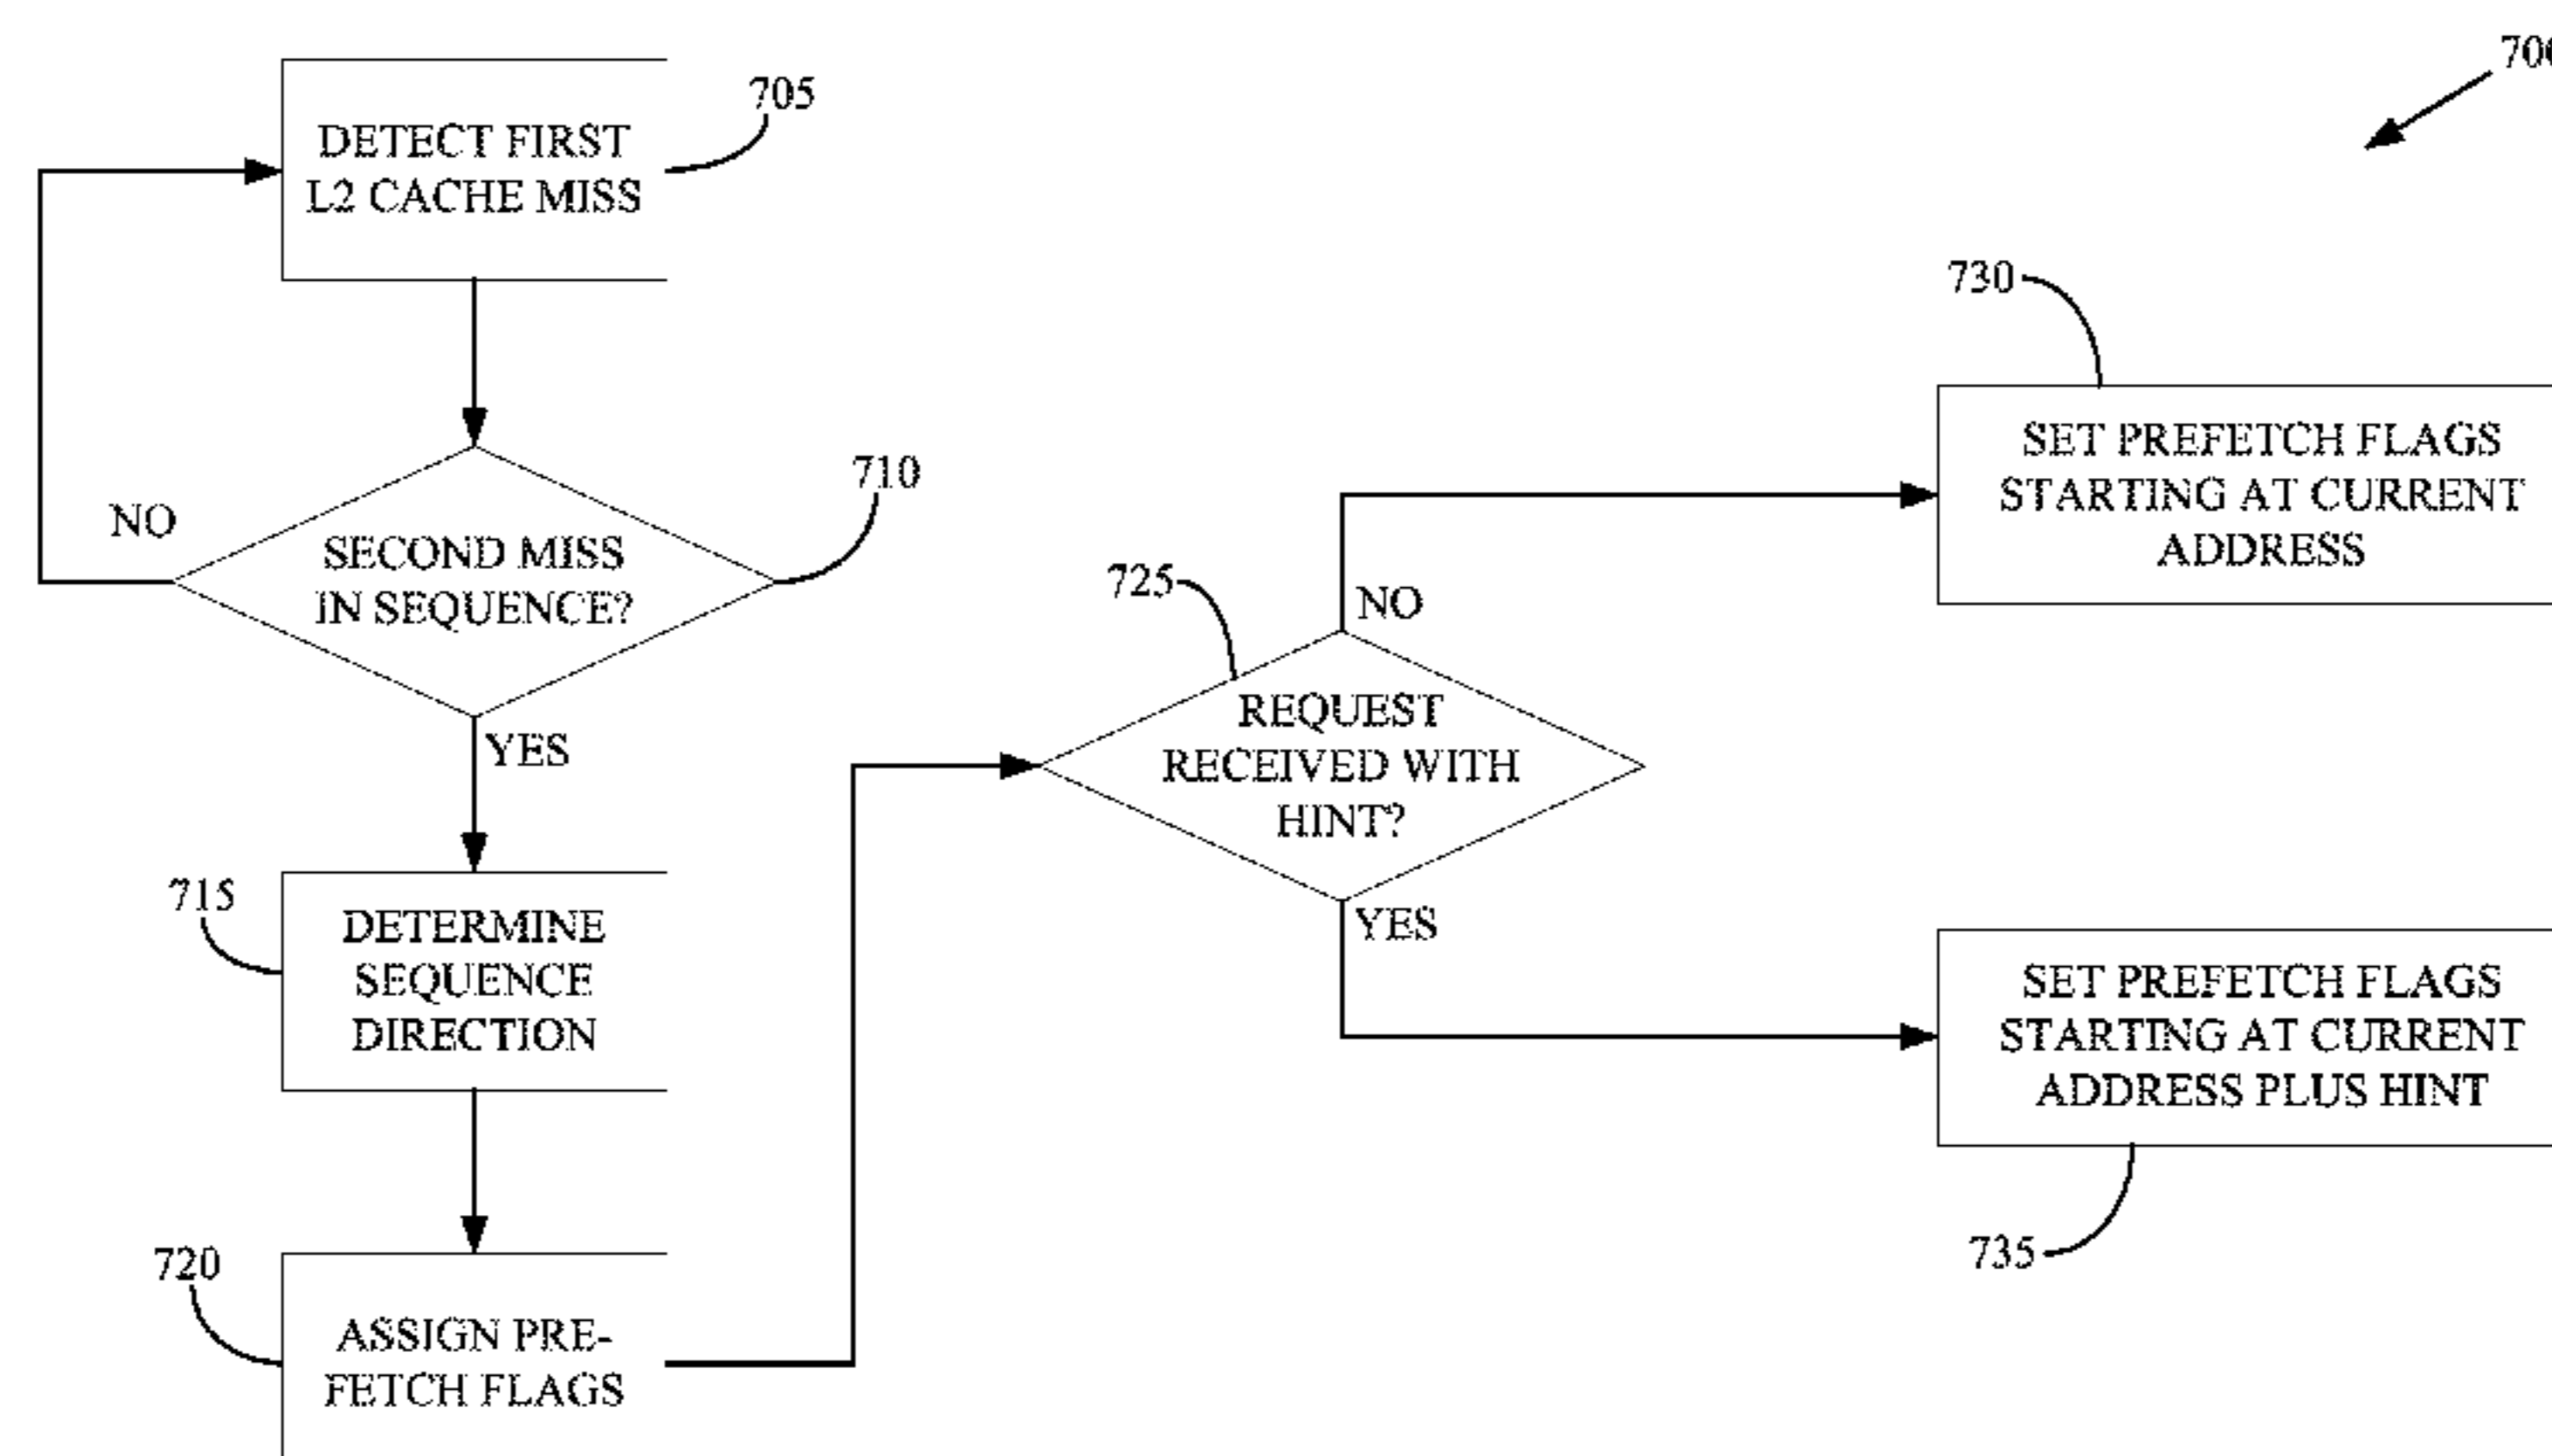 705
DETECT FIRST
L2 CACHE MISS
710
NO
SECOND MISS
IN SEQUENCE?
YES
715
DETERMINE
SEQUENCE
DIRECTION
720
ASSIGN PRE-
FETCH FLAGS
725
NO
REQUEST
RECEIVED WITH
HINT?
YES
700
730
SET PREFETCH FLAGS
STARTING AT CURRENT
ADDRESS
SET PREFETCH FLAGS
STARTING AT CURRENT
ADDRESS PLUS HINT
735